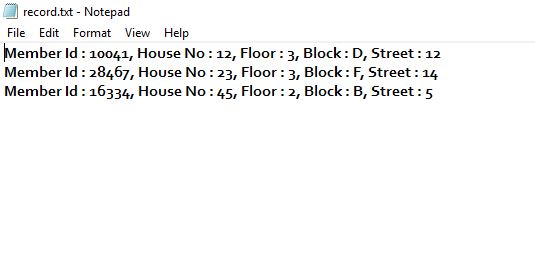 record.txt - Notepad
File Edit Format View Help
Member Id : 10041, House No : 12, Floor : 3, Block : D, Street : 12
Member Id : 28467, House No : 23, Floor : 3, Block : F, Street : 14
Member Id : 16334, House No : 45, Floor : 2, Block : B, Street : 5